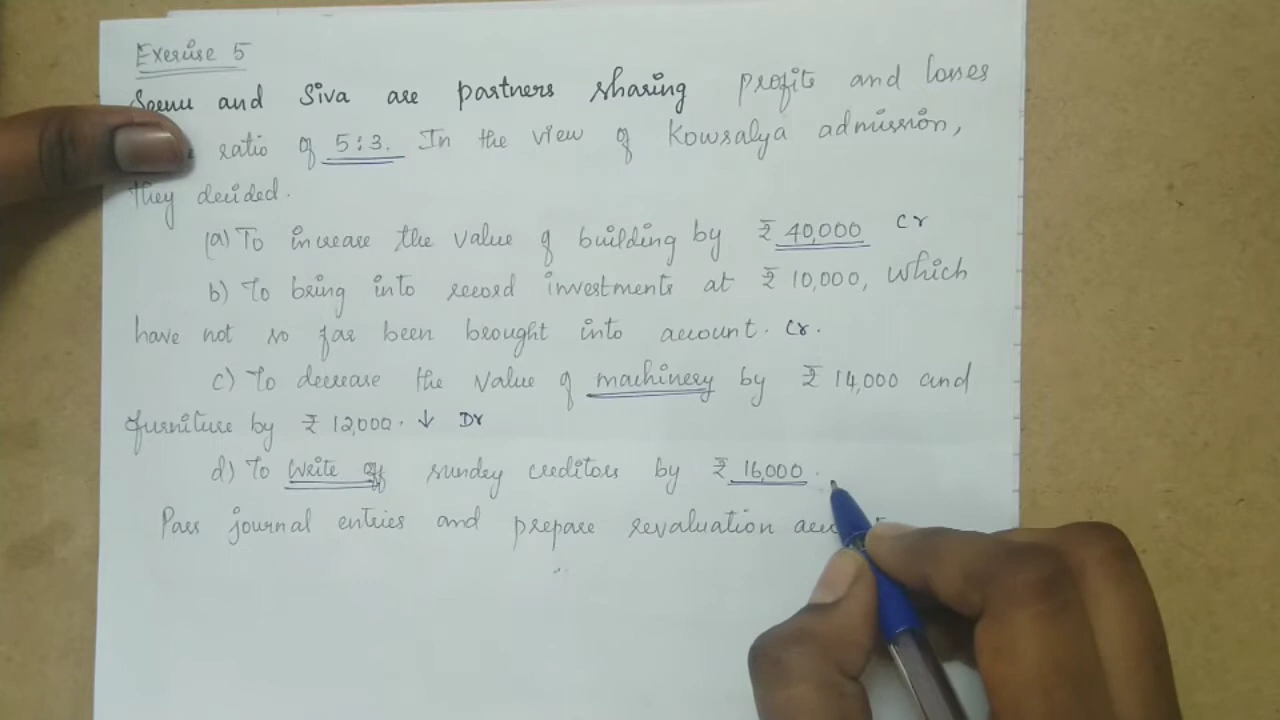 Exercise 5
Seenu and Siva are partners sharing profits and losses
ratio of 5:3. In the view of Kowsalya admission,
they decided.
(a) To increase the value of building by ₹ 40,000 Cr
b) To bring into record investments at ₹ 10,000, which
have not so far been brought into account. Cr.
c) To decrease the value of machinery by ₹ 14,000 and
furniture by ₹ 12,000. ↓ Dr
d) To write off sundry creditors by ₹ 16,000.
Pass journal entries and prepare revaluation